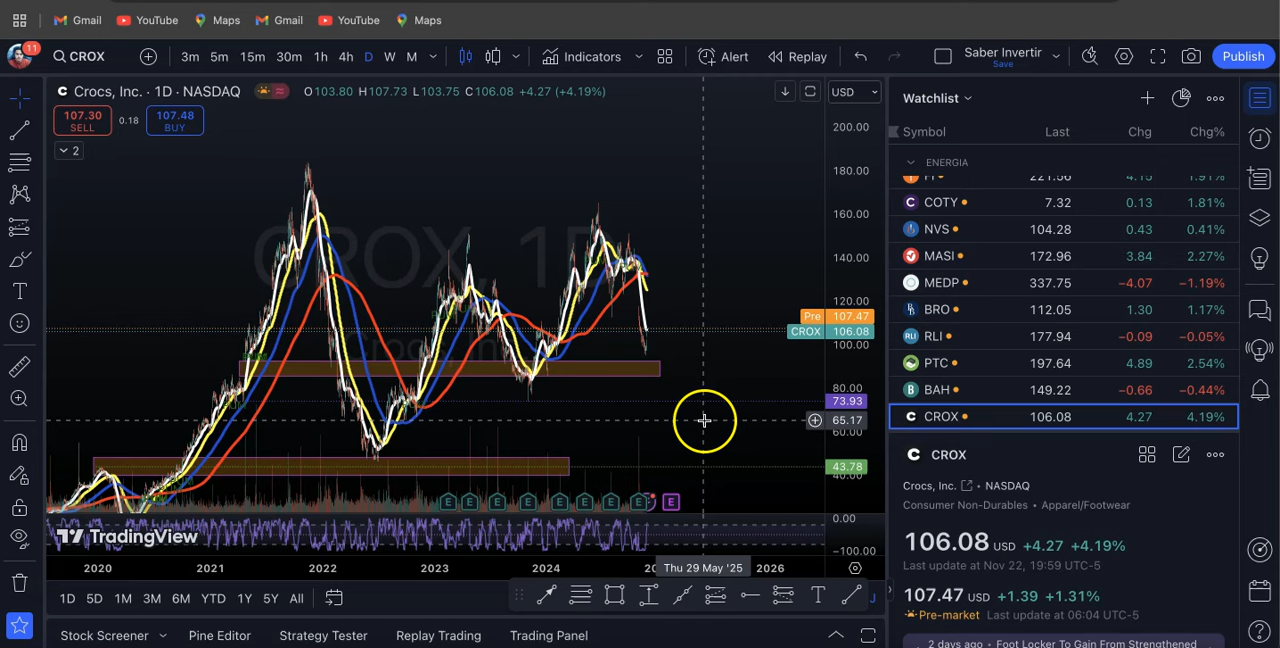 Gmail YouTube Maps Gmail YouTube Maps
11 CROX 3m 5m 15m 30m 1h 4h D W M Indicators Alert Replay Saber Invertir Save Publish
Crocs, Inc. · 1D · NASDAQ O103.80 H107.73 L103.75 C106.08 +4.27 (+4.19%) USD
107.30 SELL 0.18 107.48 BUY
2
200.00
180.00
160.00
140.00
120.00
Pre 107.47
CROX 106.08
100.00
80.00
73.93
65.17
60.00
43.78
40.00
0.00
−100.00
CROX, 1D
Crocs, Inc.
E E E E E E E E E
TradingView
2020 2021 2022 2023 2024 Thu 29 May '25 2026
1D 5D 1M 3M 6M YTD 1Y 5Y All
Stock Screener Pine Editor Strategy Tester Replay Trading Trading Panel
Watchlist
Symbol Last Chg Chg%
ENERGIA
221.56 4.15 1.91%
COTY 7.32 0.13 1.81%
NVS 104.28 0.43 0.41%
MASI 172.96 3.84 2.27%
MEDP 337.75 −4.07 −1.19%
BRO 112.05 1.30 1.17%
RLI 177.94 −0.09 −0.05%
PTC 197.64 4.89 2.54%
BAH 149.22 −0.66 −0.44%
CROX 106.08 4.27 4.19%
CROX
Crocs, Inc. • NASDAQ
Consumer Non-Durables • Apparel/Footwear
106.08 USD +4.27 +4.19%
Last update at Nov 22, 19:59 UTC-5
107.47 USD +1.39 +1.31%
Pre-market Last update at 06:04 UTC-5
2 days ago • Foot Locker To Gain From Strengthened